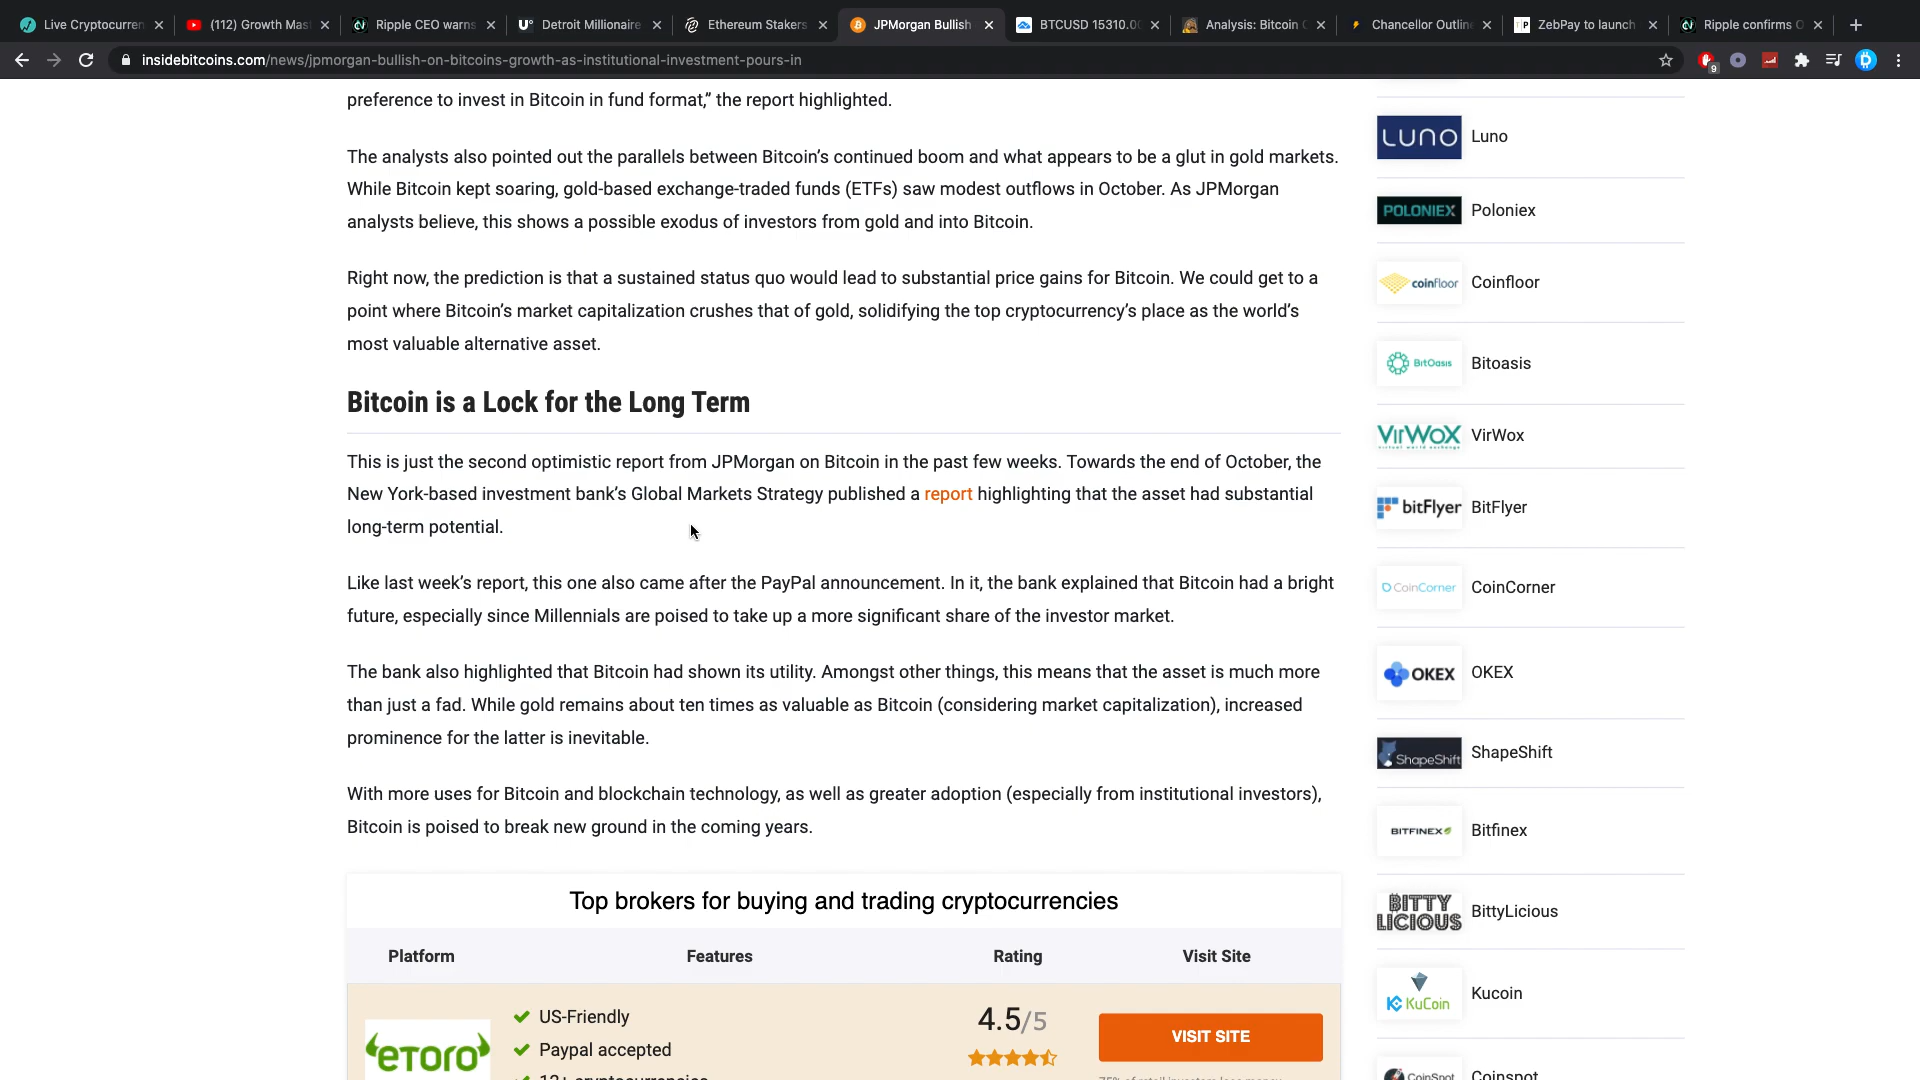 Live Cryptocurren
(112) Growth Mas
Ripple CEO warns
Detroit Millionaire
Ethereum Stakers
JPMorgan Bullish
BTCUSD 15310.00
Analysis: Bitcoin
Chancellor Outlin
ZebPay to launch
Ripple confirms
insidebitcoins.com/news/jpmorgan-bullish-on-bitcoins-growth-as-institutional-investment-pours-in
9
preference to invest in Bitcoin in fund format,” the report highlighted.
The analysts also pointed out the parallels between Bitcoin’s continued boom and what appears to be a glut in gold markets.
While Bitcoin kept soaring, gold-based exchange-traded funds (ETFs) saw modest outflows in October. As JPMorgan
analysts believe, this shows a possible exodus of investors from gold and into Bitcoin.
Right now, the prediction is that a sustained status quo would lead to substantial price gains for Bitcoin. We could get to a
point where Bitcoin’s market capitalization crushes that of gold, solidifying the top cryptocurrency’s place as the world’s
most valuable alternative asset.
Bitcoin is a Lock for the Long Term
This is just the second optimistic report from JPMorgan on Bitcoin in the past few weeks. Towards the end of October, the
New York-based investment bank’s Global Markets Strategy published a report highlighting that the asset had substantial
long-term potential.
Like last week’s report, this one also came after the PayPal announcement. In it, the bank explained that Bitcoin had a bright
future, especially since Millennials are poised to take up a more significant share of the investor market.
The bank also highlighted that Bitcoin had shown its utility. Amongst other things, this means that the asset is much more
than just a fad. While gold remains about ten times as valuable as Bitcoin (considering market capitalization), increased
prominence for the latter is inevitable.
With more uses for Bitcoin and blockchain technology, as well as greater adoption (especially from institutional investors),
Bitcoin is poised to break new ground in the coming years.
Top brokers for buying and trading cryptocurrencies
Platform Features Rating Visit Site
eToro
US-Friendly
Paypal accepted
12+ cryptocurrencies
4.5/5
VISIT SITE
75% of retail investors lose money
LUNO Luno
POLONIEX Poloniex
coinfloor Coinfloor
BitOasis Bitoasis
VirWoX VirWox
bitFlyer BitFlyer
CoinCorner CoinCorner
OKEX OKEX
ShapeShift ShapeShift
BITFINEX Bitfinex
BITTY
LICIOUS BittyLicious
KuCoin Kucoin
CoinSpot Coinspot